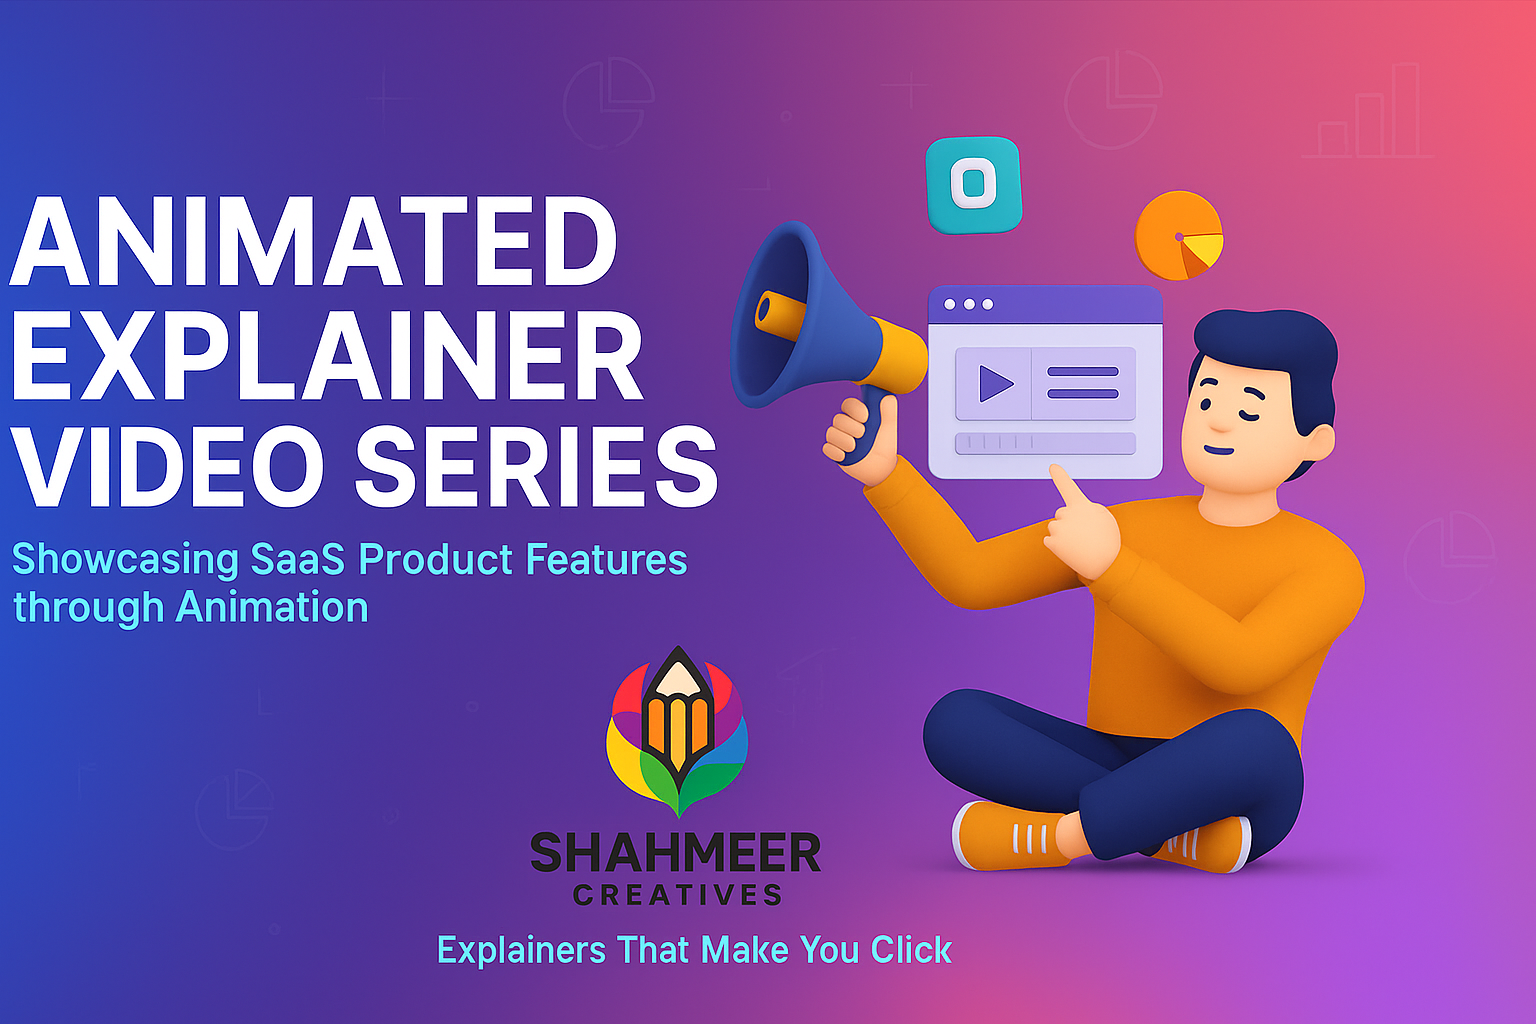 ANIMATED
EXPLAINER
VIDEO SERIES
Showcasing SaaS Product Features
through Animation
SHAHMEER
CREATIVES
Explainers That Make You Click